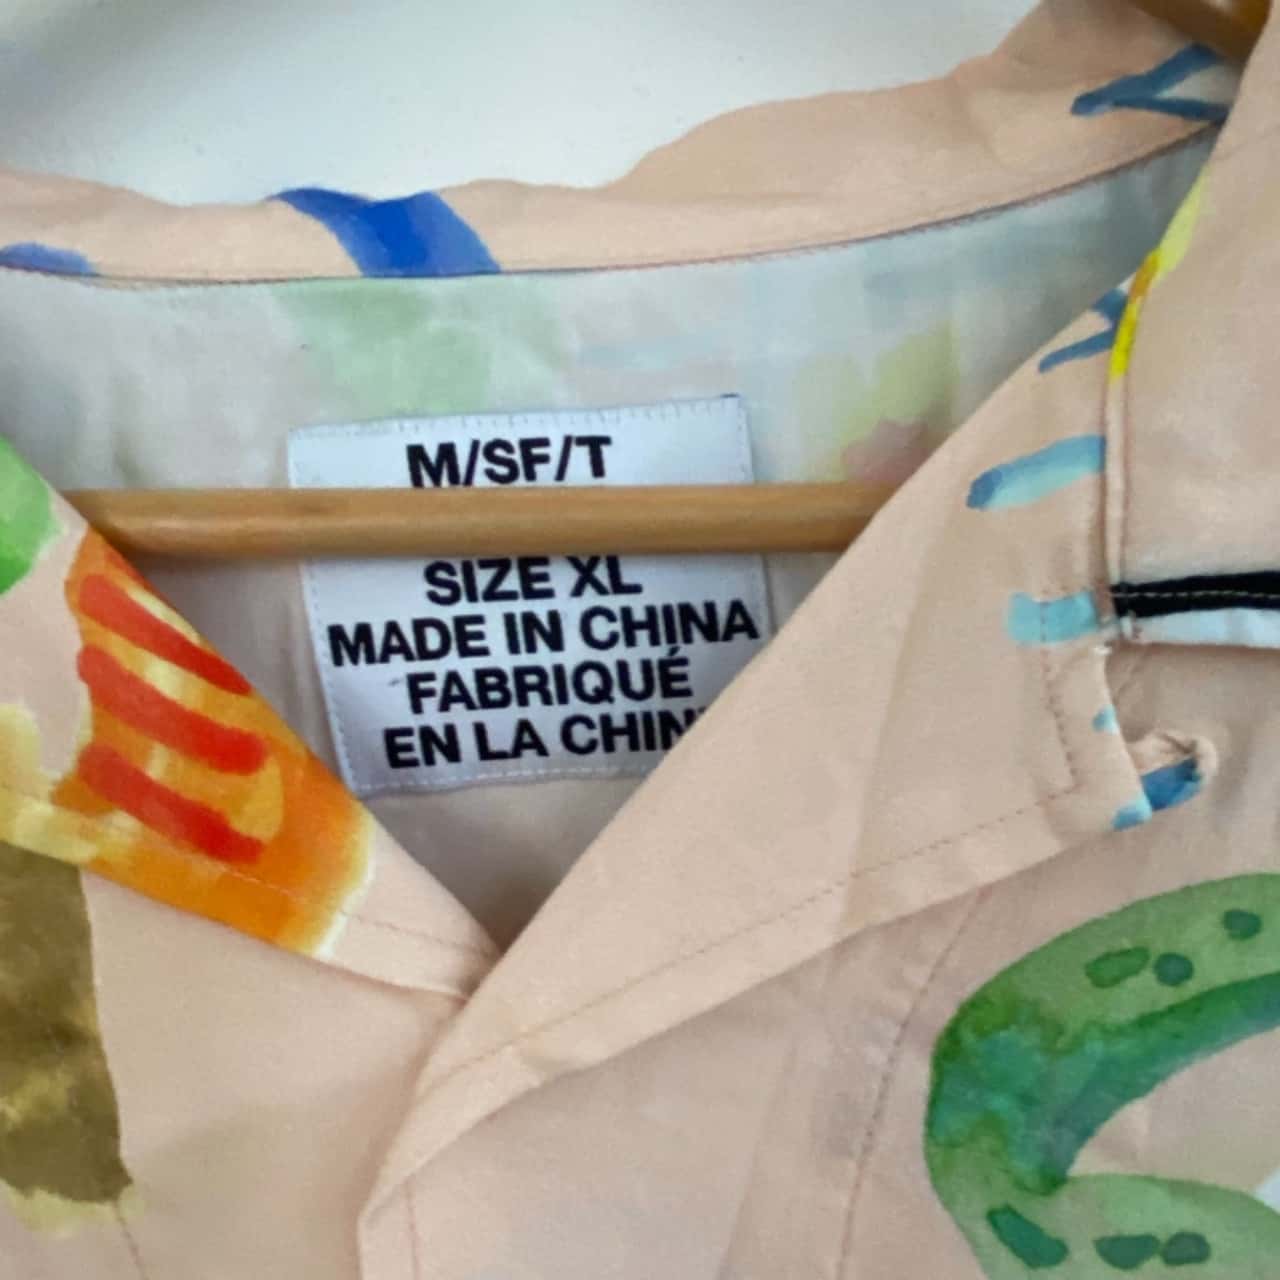 M/SF/T
SIZE XL
MADE IN CHINA
FABRIQUÉ
EN LA CHIN